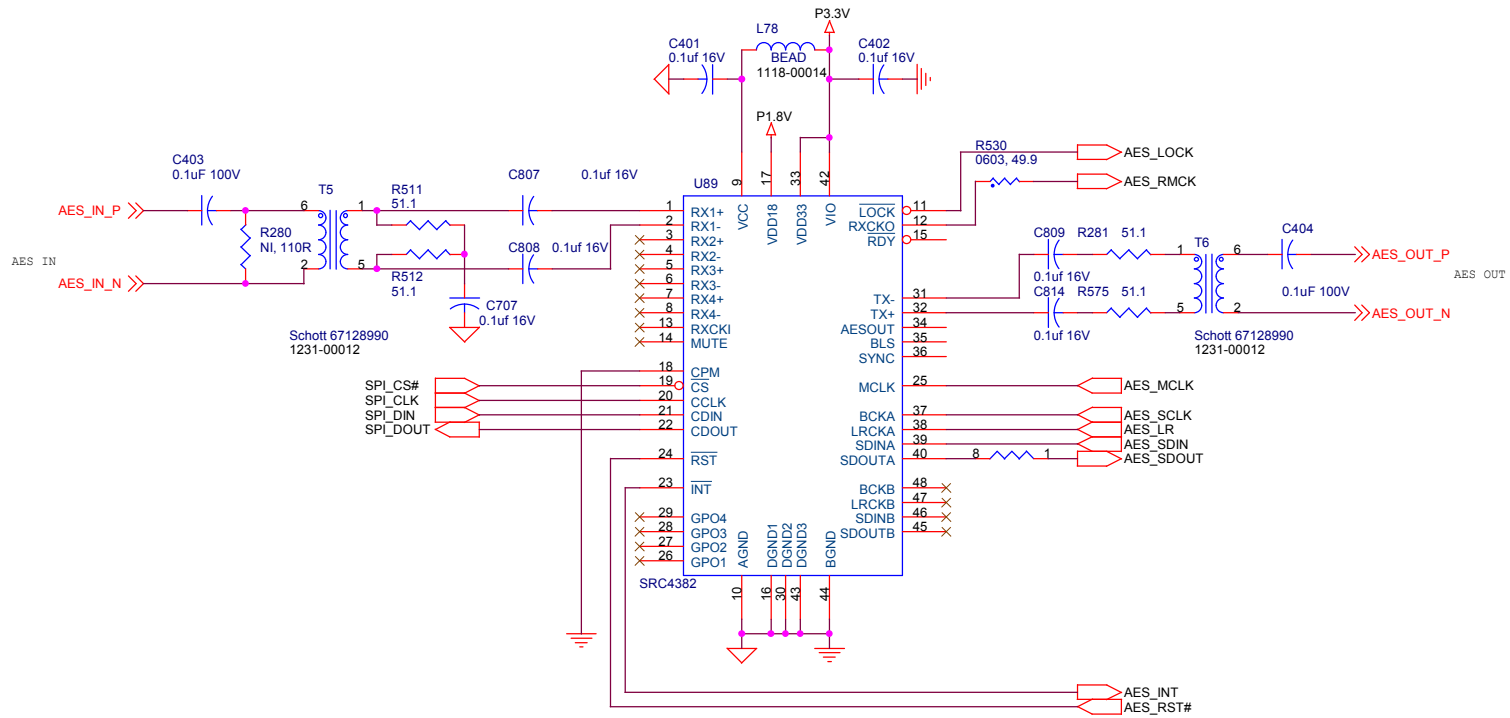 P3.3V
L78
C401
0.1uf 16V
BEAD
1118-00014
C402
0.1uf 16V
P1.8V
C403
0.1uF 100V
T5
R511
51.1
C807
0.1uf 16V
U89
9
17
33
42
R530
0603, 49.9
AES_LOCK
AES_RMCK
AES_IN_P
6
1
R280
NI, 110R
AES IN
AES_IN_N
2
5
R512
51.1
C808
0.1uf 16V
C707
0.1uf 16V
Schott 67128990
1231-00012
1 RX1+
2 RX1-
3 RX2+
4 RX2-
5 RX3+
6 RX3-
7 RX4+
8 RX4-
13 RXCKI
14 MUTE
18 CPM
19 CS
20 CCLK
21 CDIN
22 CDOUT
24 RST
23 INT
29 GPO4
28 GPO3
27 GPO2
26 GPO1
VCC
VDD18
VDD33
VIO
LOCK 11
RXCKO 12
RDY 15
TX- 31
TX+ 32
AESOUT 34
BLS 35
SYNC 36
MCLK 25
BCKA 37
LRCKA 38
SDINA 39
SDOUTA 40
BCKB 48
LRCKB 47
SDINB 46
SDOUTB 45
AGND
DGND1
DGND2
DGND3
BGND
SRC4382
10
16
30
43
44
SPI_CS#
SPI_CLK
SPI_DIN
SPI_DOUT
C809
0.1uf 16V
R281
51.1
C814
0.1uf 16V
R575
51.1
T6
1
6
5
2
C404
0.1uF 100V
AES_OUT_P
AES OUT
AES_OUT_N
Schott 67128990
1231-00012
AES_MCLK
AES_SCLK
AES_LR
AES_SDIN
8
1
AES_SDOUT
AES_INT
AES_RST#